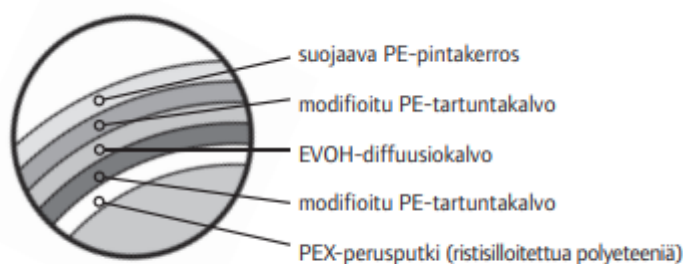 suojaava PE-pintakerros
modifioitu PE-tartuntakalvo
EVOH-diffuusiokalvo
modifioitu PE-tartuntakalvo
PEX-perusputki (ristisilloitettua polyeteeniä)